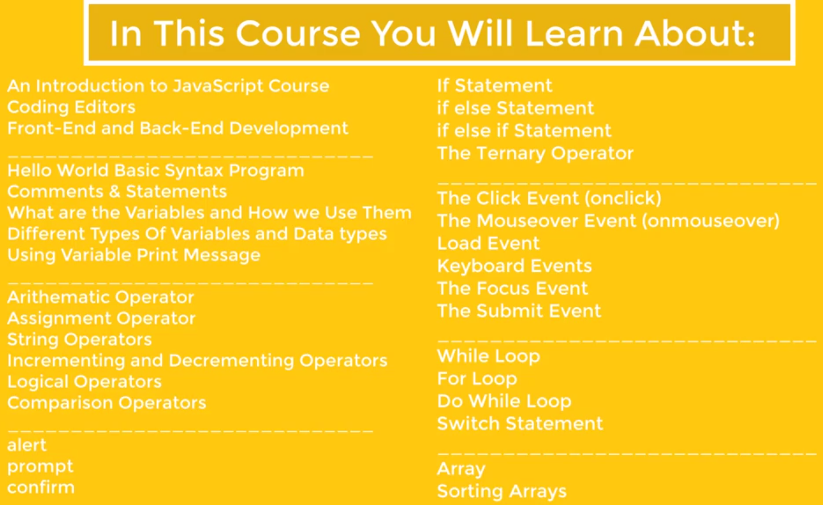 In This Course You Will Learn About:
An Introduction to JavaScript Course
Coding Editors
Front-End and Back-End Development
Hello World Basic Syntax Program
Comments & Statements
What are the Variables and How we Use Them
Different Types Of Variables and Data types
Using Variable Print Message
Arithematic Operator
Assignment Operator
String Operators
Incrementing and Decrementing Operators
Logical Operators
Comparison Operators
alert
prompt
confirm
If Statement
if else Statement
if else if Statement
The Ternary Operator
The Click Event (onclick)
The Mouseover Event (onmouseover)
Load Event
Keyboard Events
The Focus Event
The Submit Event
While Loop
For Loop
Do While Loop
Switch Statement
Array
Sorting Arrays